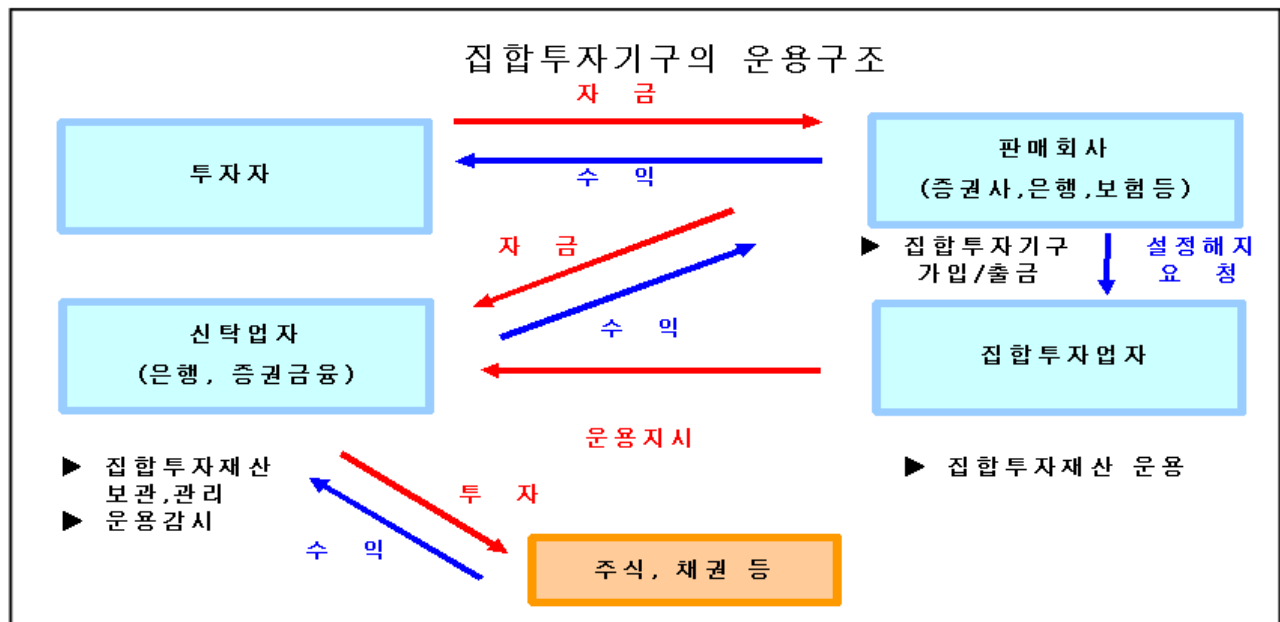 집합투자기구의 운용구조
자 금
투자자
판매회사
(증권사,은행,보험등)
수 익
자 금
▶ 집합투자기구
가입/출금
설정해지
요 청
신탁업자
(은행, 증권금융)
수 익
집합투자업자
운용지시
▶ 집합투자재산
보관,관리
▶ 운용감시
▶ 집합투자재산 운용
투 자
수 익
주식, 채권 등